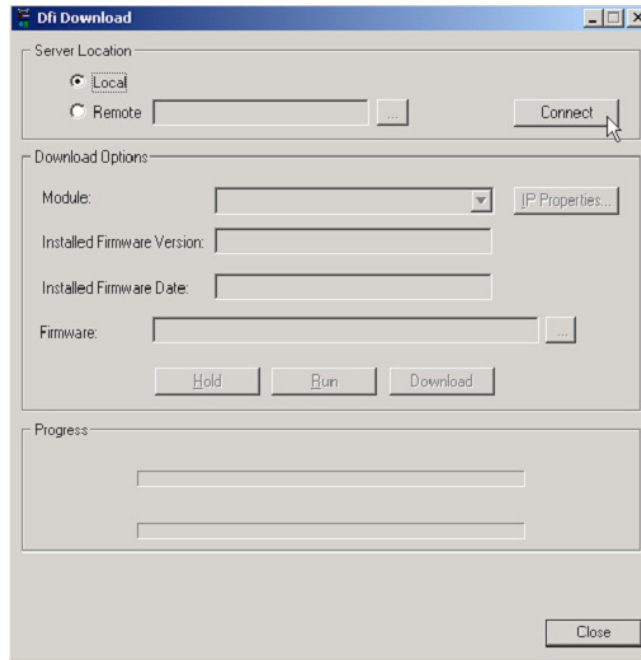 Dfi Download
Server Location
Local
Remote
...
Connect
Download Options
Module:
IP Properties...
Installed Firmware Version:
Installed Firmware Date:
Firmware:
...
Hold
Run
Download
Progress
Close